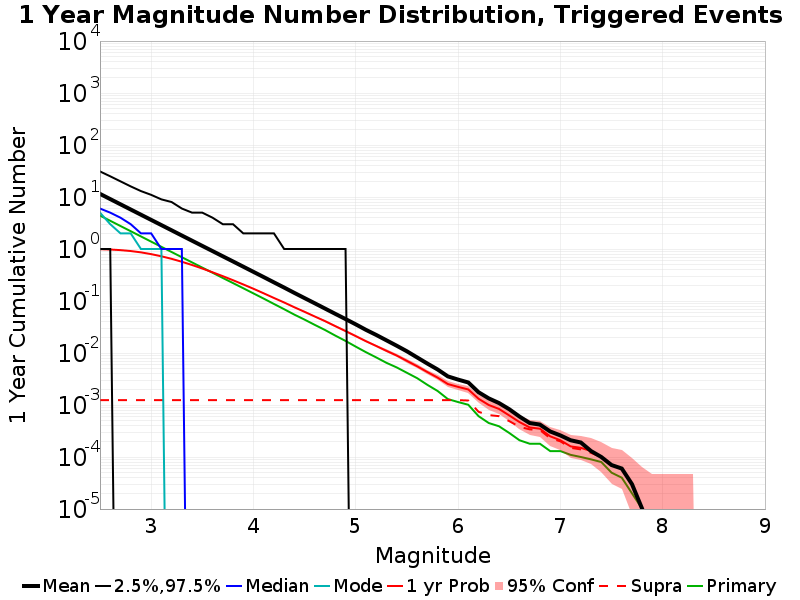 1 Year Magnitude Number Distribution, Triggered Events
1 Year Cumulative Number
10^4
10^3
10^2
10^1
10^0
10^-1
10^-2
10^-3
10^-4
10^-5
3 4 5 6 7 8 9
Magnitude
Mean 2.5%,97.5% Median Mode 1 yr Prob 95% Conf Supra Primary